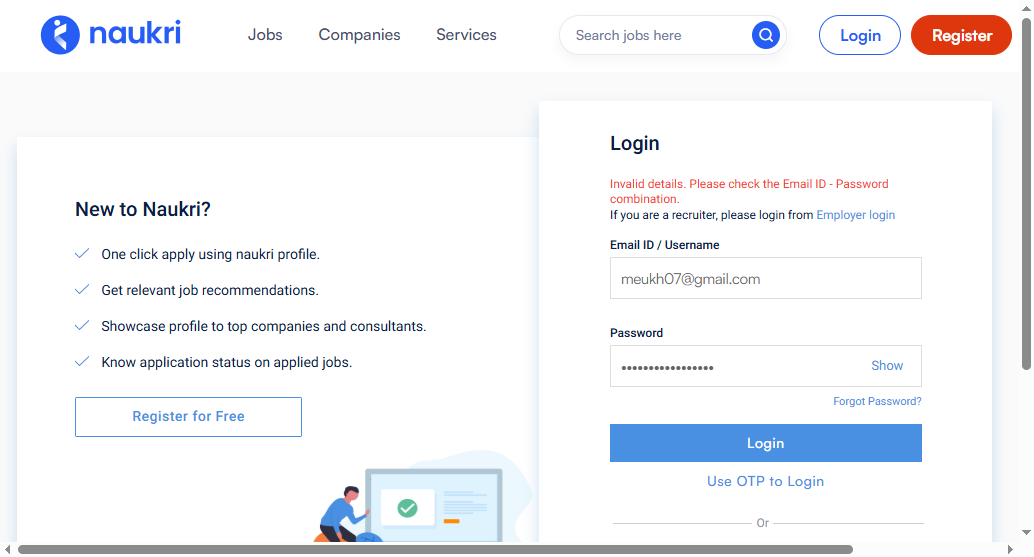 naukri
Jobs
Companies
Services
Search jobs here
Login
Register
New to Naukri?
One click apply using naukri profile.
Get relevant job recommendations.
Showcase profile to top companies and consultants.
Know application status on applied jobs.
Register for Free
Login
Invalid details. Please check the Email ID - Password
combination.
If you are a recruiter, please login from Employer login
Email ID / Username
meukh07@gmail.com
Password
•••••••••••••••••
Show
Forgot Password?
Login
Use OTP to Login
Or